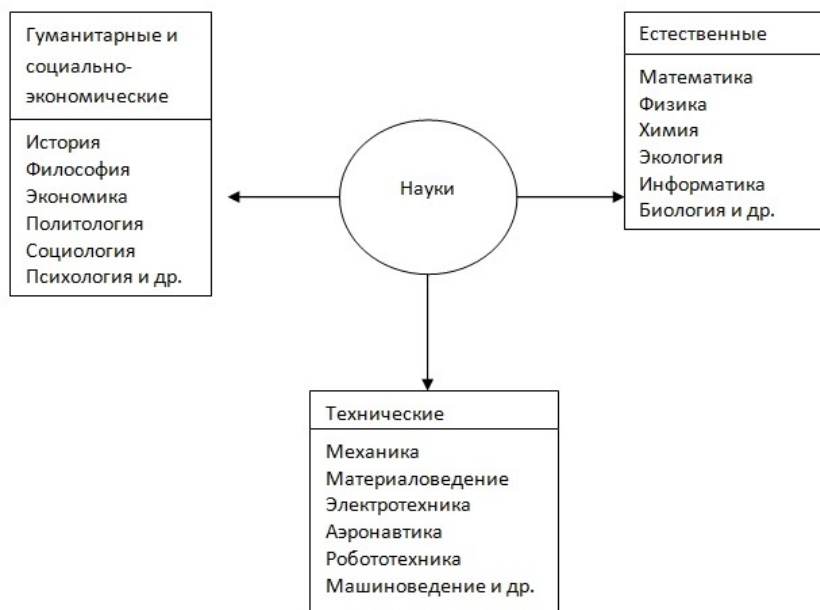 Гуманитарные и
социально-
экономические
История
Философия
Экономика
Политология
Социология
Психология и др.
Науки
Естественные
Математика
Физика
Химия
Экология
Информатика
Биология и др.
Технические
Механика
Материаловедение
Электротехника
Аэронавтика
Робототехника
Машиноведение и др.